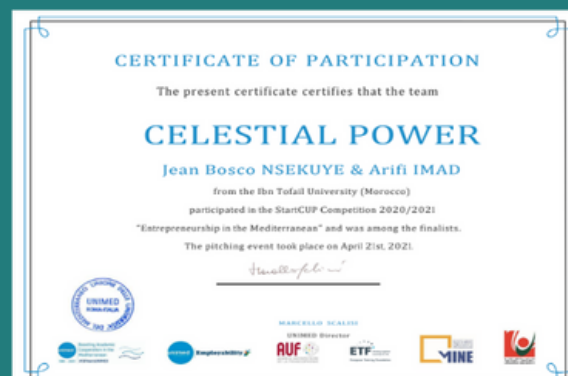 CERTIFICATE OF PARTICIPATION
The present certificate certifies that the team
CELESTIAL POWER
Jean Bosco NSEKUYE & Arifi IMAD
from the Ibn Tofail University (Morocco)
participated in the StartCUP Competition 2020/2021
"Entrepreneurship in the Mediterranean" and was among the finalists.
The pitching event took place on April 21st, 2021.
UNIMED
ROMA-ITALIA
MARCELLO SCALISI
UNIMED Director
unimed
Employability
AUF
ETF
MINE